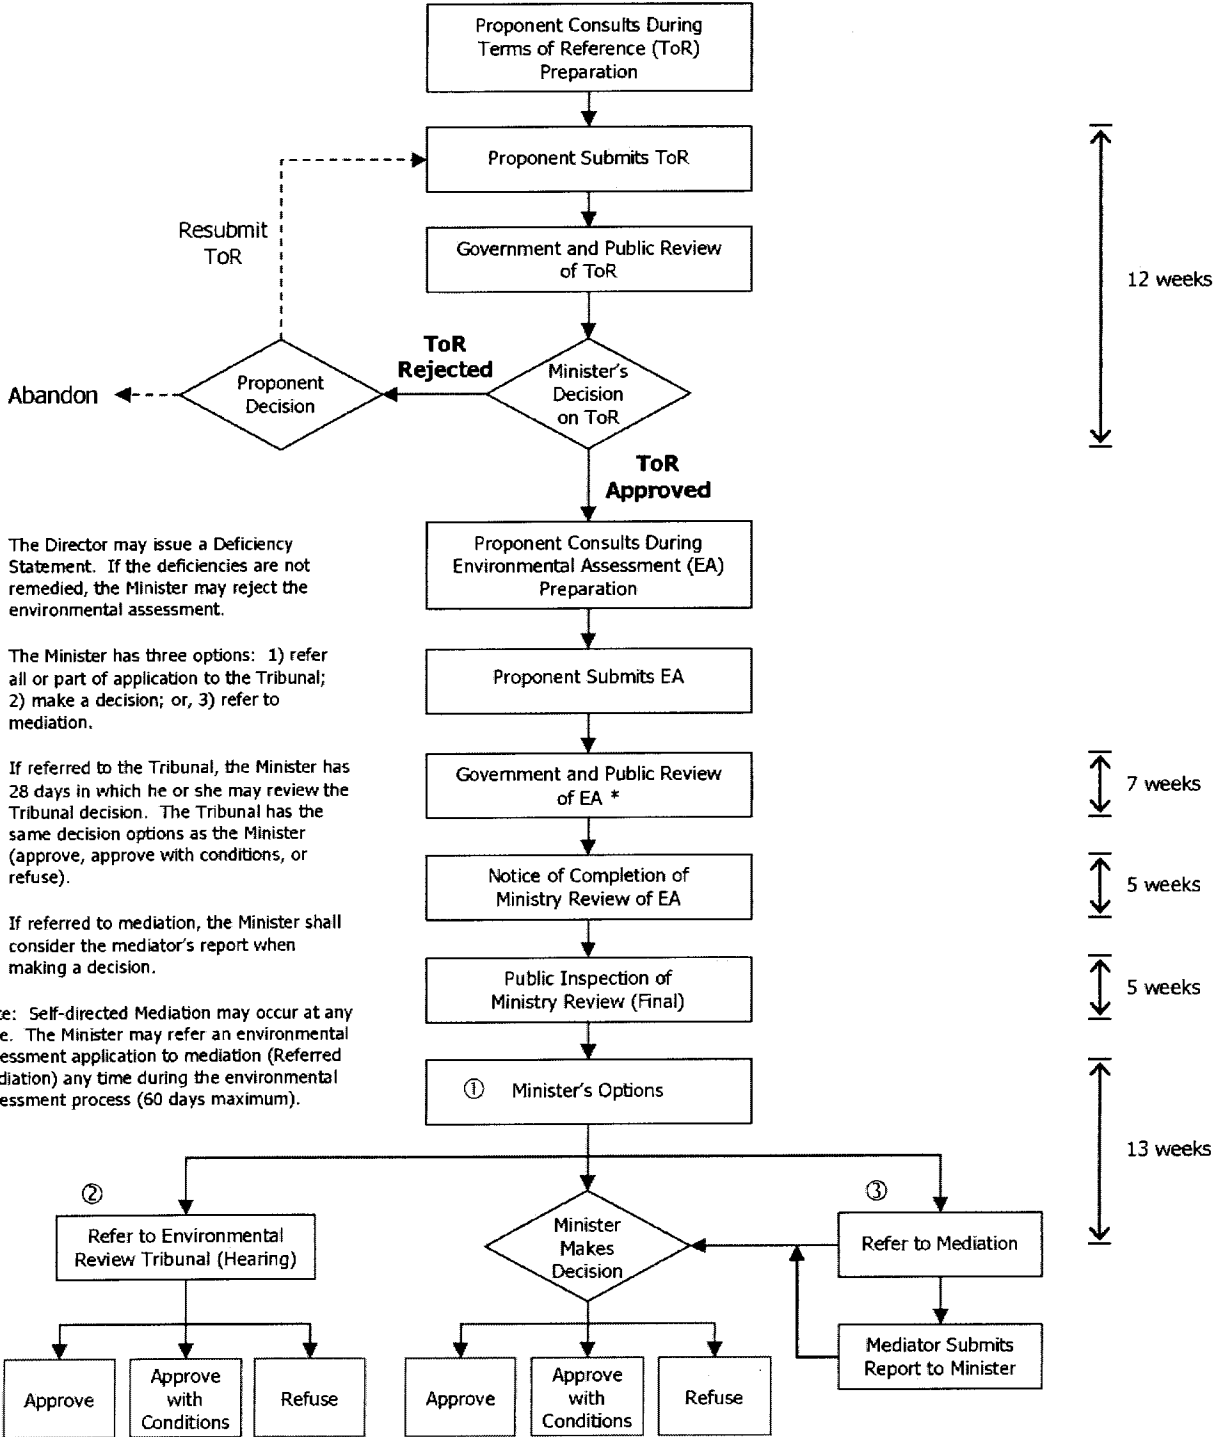 Proponent Consults During
Terms of Reference (ToR)
Preparation
Proponent Submits ToR
Resubmit
ToR
Government and Public Review
of ToR
12 weeks
ToR
Rejected
Minister's
Decision
on ToR
Proponent
Decision
Abandon
ToR
Approved
Proponent Consults During
Environmental Assessment (EA)
Preparation
The Director may issue a Deficiency
Statement. If the deficiencies are not
remedied, the Minister may reject the
environmental assessment.
Proponent Submits EA
The Minister has three options: 1) refer
all or part of application to the Tribunal;
2) make a decision; or, 3) refer to
mediation.
Government and Public Review
of EA *
7 weeks
If referred to the Tribunal, the Minister has
28 days in which he or she may review the
Tribunal decision. The Tribunal has the
same decision options as the Minister
(approve, approve with conditions, or
refuse).
Notice of Completion of
Ministry Review of EA
5 weeks
If referred to mediation, the Minister shall
consider the mediator's report when
making a decision.
Public Inspection of
Ministry Review (Final)
5 weeks
te: Self-directed Mediation may occur at any
e. The Minister may refer an environmental
essment application to mediation (Referred
diation) any time during the environmental
essment process (60 days maximum).
① Minister's Options
13 weeks
②
Refer to Environmental
Review Tribunal (Hearing)
Minister
Makes
Decision
③
Refer to Mediation
Mediator Submits
Report to Minister
Approve
Approve
with
Conditions
Refuse
Approve
Approve
with
Conditions
Refuse